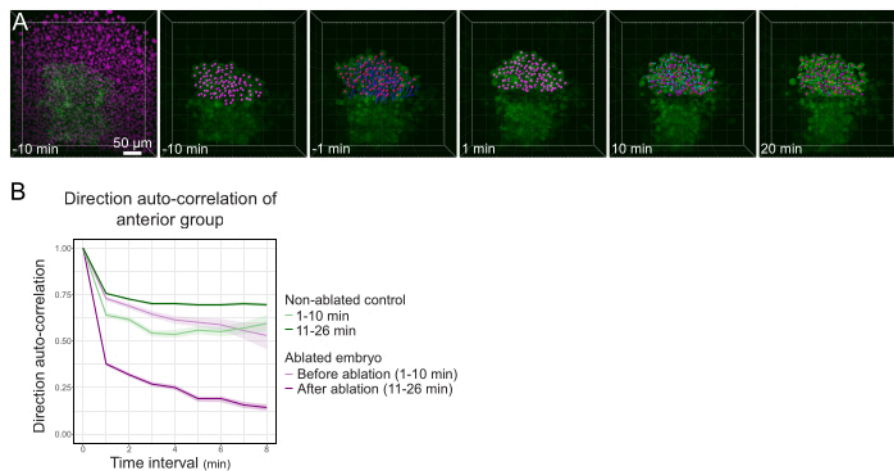 A
-10 min
50 µm
-10 min
-1 min
1 min
10 min
20 min
B
Direction auto-correlation of
anterior group
Direction auto-correlation
1.00
0.75
0.50
0.25
0.00
0
2
4
6
8
Time interval (min)
Non-ablated control
1-10 min
11-26 min
Ablated embryo
Before ablation (1-10 min)
After ablation (11-26 min)